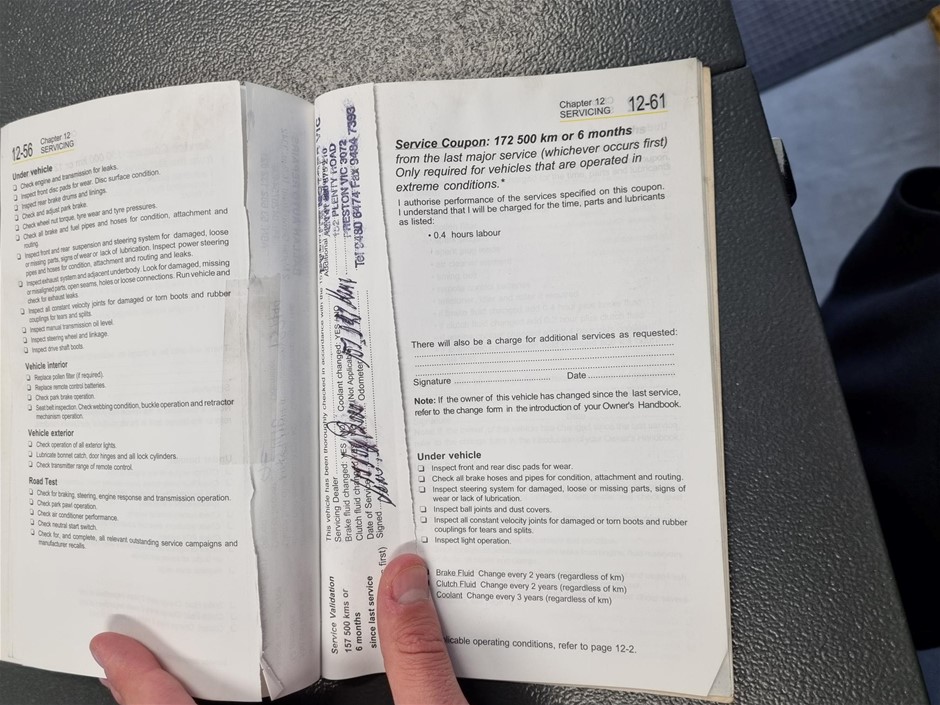 12-56
Chapter 12
SERVICING
Under vehicle
Check engine and transmission for leaks.
Inspect front disc pads for wear. Disc surface condition.
Inspect rear brake drums and linings.
Check and adjust park brake.
Check wheel nut torque, tyre wear and tyre pressures.
Check all brake and fuel pipes and hoses for condition, attachment and
routing.
Inspect front and rear suspension and steering system for damaged, loose
or missing parts, signs of wear or lack of lubrication. Inspect power steering
pipes and hoses for condition, attachment and routing and leaks.
Inspect exhaust system and adjacent underbody. Look for damaged, missing
or misaligned parts, open seams, holes or loose connections. Run vehicle and
check for exhaust leaks.
Inspect all constant velocity joints for damaged or torn boots and rubber
couplings for tears and splits.
Inspect manual transmission oil level.
Inspect steering wheel and linkage.
Inspect drive shaft boots.
Vehicle interior
Replace pollen filter (if required).
Replace remote control batteries.
Check park brake operation.
Seat belt inspection. Check webbing condition, buckle operation and retractor
mechanism operation.
Vehicle exterior
Check operation of all exterior lights.
Lubricate bonnet catch, door hinges and all lock cylinders.
Check transmitter range of remote control.
Road Test
Check for braking, steering, engine response and transmission operation.
Check park pawl operation.
Check air conditioner performance.
Check neutral start switch.
Check for, and complete, all relevant outstanding service campaigns and
manufacturer recalls.
Service Validation
157 500 kms or
6 months
since last service
first)
This vehicle has been thoroughly checked in accordance with the
Servicing Dealer
Brake fluid changed: YES Coolant changed: YES
Clutch fluid Not Applicable
Date of Service Odometer
Signed
152 PLENTY ROAD
PRESTON VIC 3072
Tel 9480 6474 Fax 9484 7393
Chapter 12
SERVICING
12-61
Service Coupon: 172 500 km or 6 months
from the last major service (whichever occurs first)
Only required for vehicles that are operated in
extreme conditions.*
I authorise performance of the services specified on this coupon.
I understand that I will be charged for the time, parts and lubricants
as listed:
• 0.4 hours labour
There will also be a charge for additional services as requested:
Signature Date
Note: If the owner of this vehicle has changed since the last service,
refer to the change form in the introduction of your Owner's Handbook.
Under vehicle
Inspect front and rear disc pads for wear.
Check all brake hoses and pipes for condition, attachment and routing.
Inspect steering system for damaged, loose or missing parts, signs of
wear or lack of lubrication.
Inspect ball joints and dust covers.
Inspect all constant velocity joints for damaged or torn boots and rubber
couplings for tears and splits.
Inspect light operation.
Brake Fluid Change every 2 years (regardless of km)
Clutch Fluid Change every 2 years (regardless of km)
Coolant Change every 3 years (regardless of km)
operating conditions, refer to page 12-2.